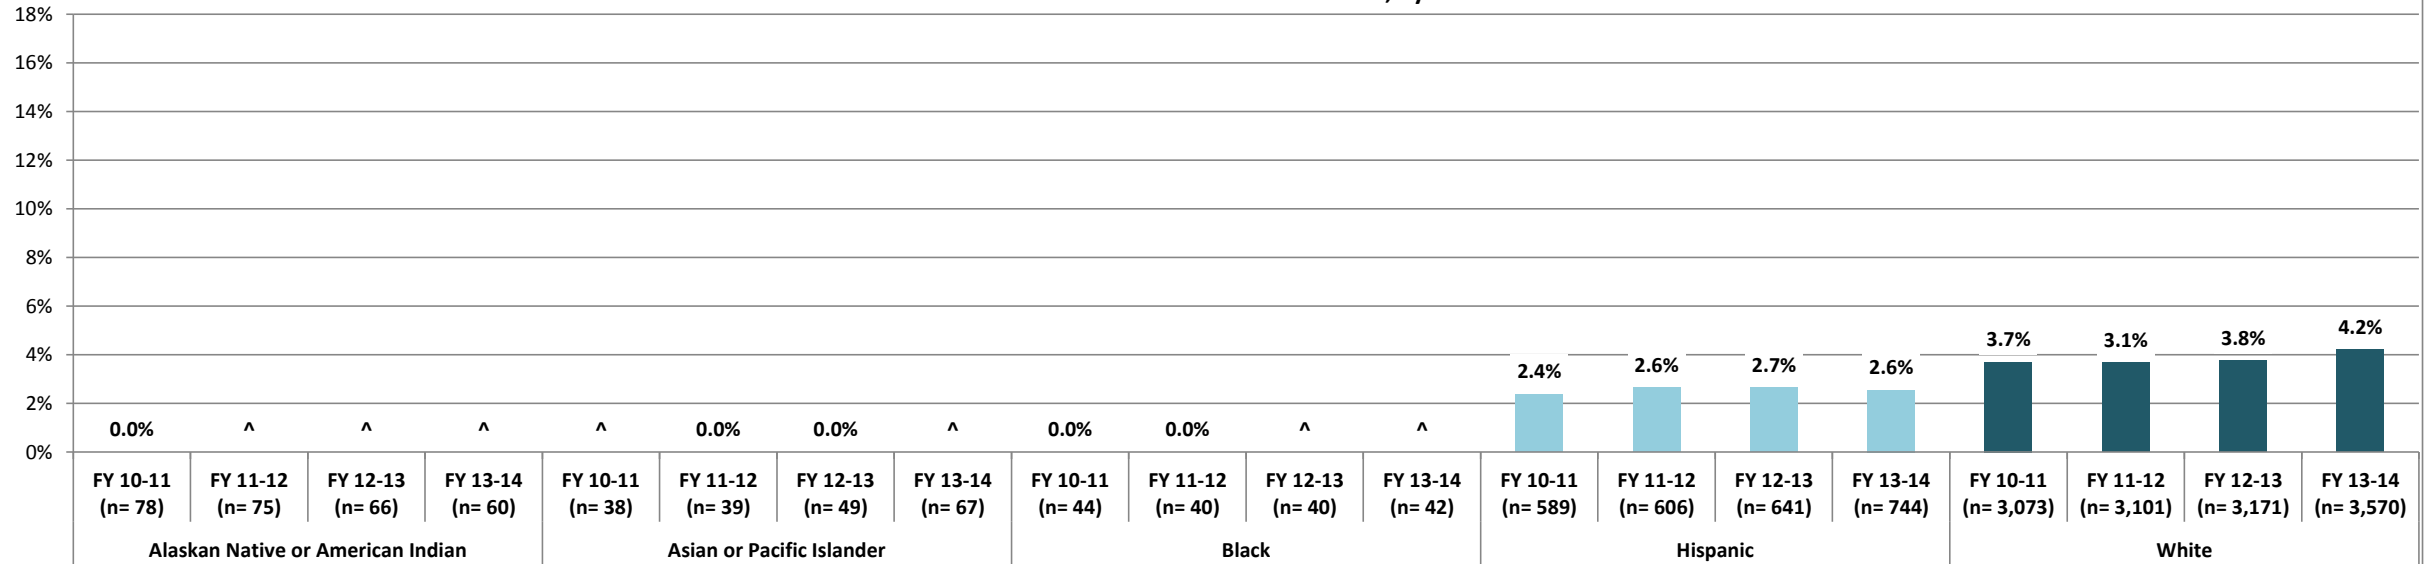 18%
16%
14%
12%
10%
8%
6%
4%
2%
0%
0.0% ^ ^ ^ ^ 0.0% 0.0% ^ 0.0% 0.0% ^ ^ 2.4% 2.6% 2.7% 2.6% 3.7% 3.1% 3.8% 4.2%
FY 10-11 FY 11-12 FY 12-13 FY 13-14 FY 10-11 FY 11-12 FY 12-13 FY 13-14 FY 10-11 FY 11-12 FY 12-13 FY 13-14 FY 10-11 FY 11-12 FY 12-13 FY 13-14 FY 10-11 FY 11-12 FY 12-13 FY 13-14
(n= 78) (n= 75) (n= 66) (n= 60) (n= 38) (n= 39) (n= 49) (n= 67) (n= 44) (n= 40) (n= 40) (n= 42) (n= 589) (n= 606) (n= 641) (n= 744) (n= 3,073) (n= 3,101) (n= 3,171) (n= 3,570)
Alaskan Native or American Indian Asian or Pacific Islander Black Hispanic White